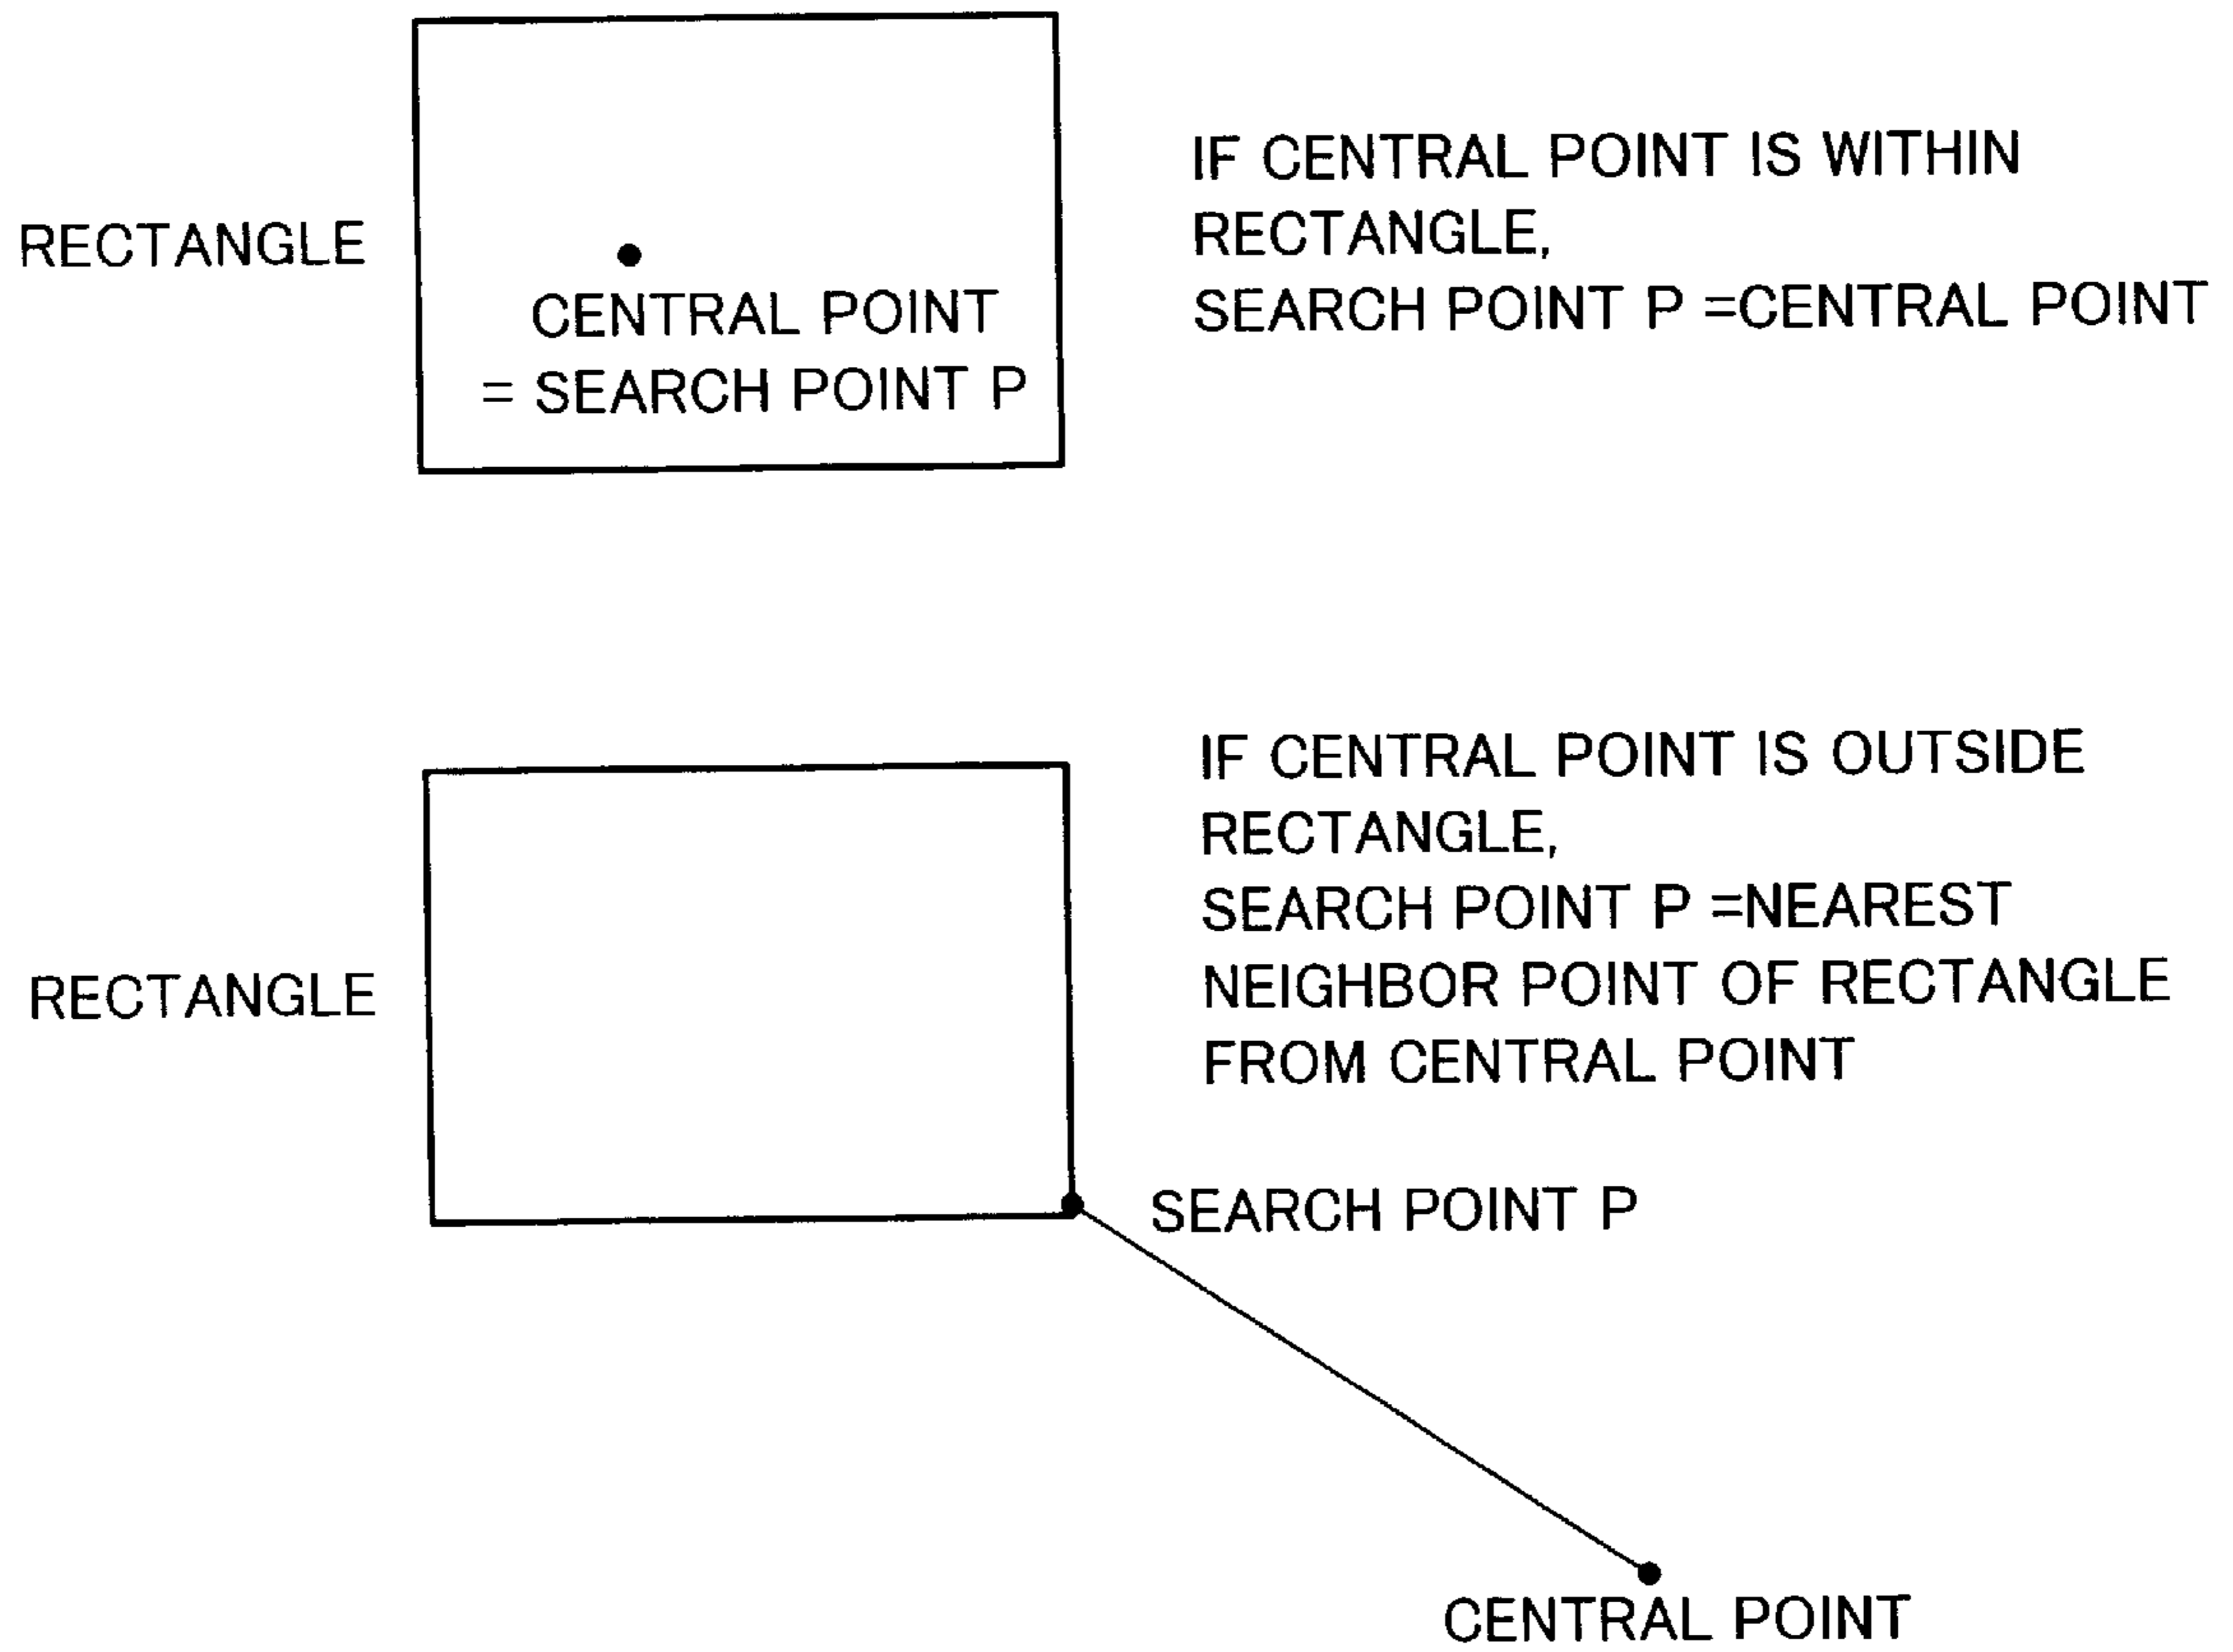 RECTANGLE
CENTRAL POINT
= SEARCH POINT P
IF CENTRAL POINT IS WITHIN
RECTANGLE,
SEARCH POINT P =CENTRAL POINT
RECTANGLE
IF CENTRAL POINT IS OUTSIDE
RECTANGLE,
SEARCH POINT P =NEAREST
NEIGHBOR POINT OF RECTANGLE
FROM CENTRAL POINT
SEARCH POINT P
CENTRAL POINT